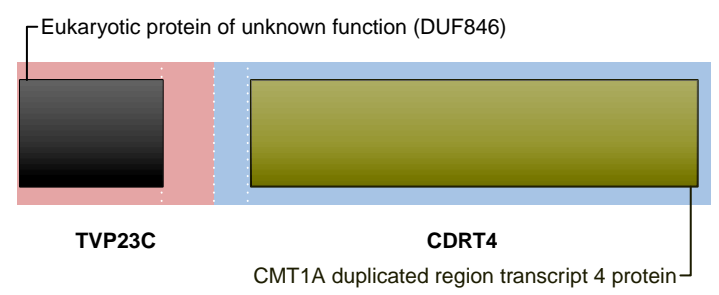 Eukaryotic protein of unknown function (DUF846)
TVP23C
CDRT4
CMT1A duplicated region transcript 4 protein